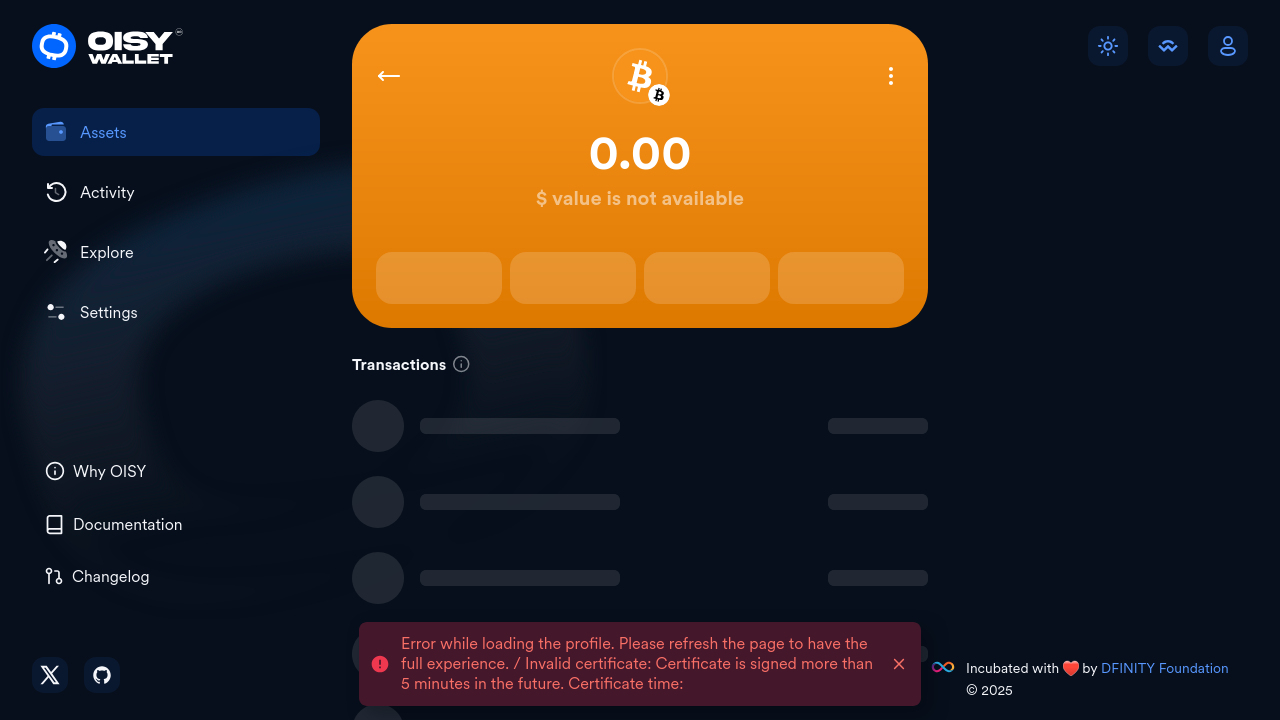 OISY
WALLET
Assets
Activity
Explore
Settings
Why OISY
Documentation
Changelog
0.00
$ value is not available
Transactions
Error while loading the profile. Please refresh the page to have the
full experience. / Invalid certificate: Certificate is signed more than
5 minutes in the future. Certificate time:
Incubated with ❤️ by DFINITY Foundation
© 2025